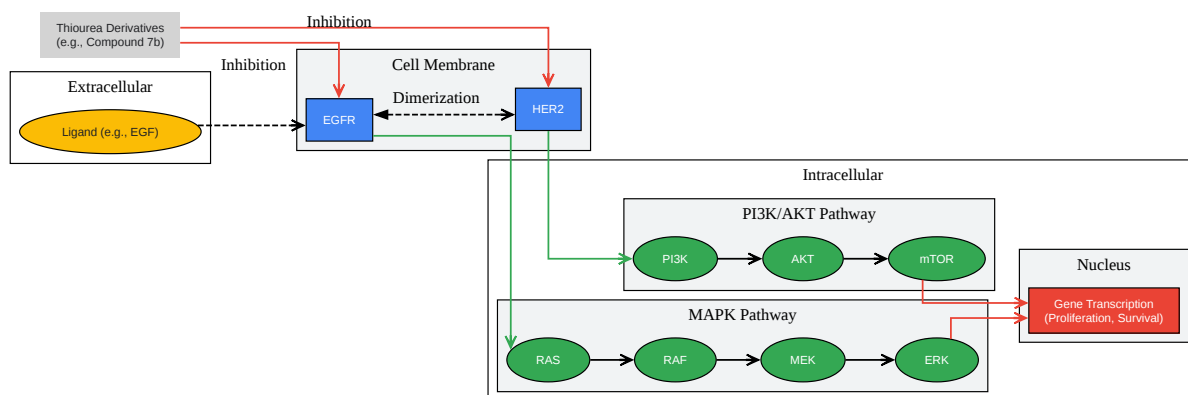 Thiourea Derivatives
(e.g., Compound 7b)
Inhibition
Inhibition
Extracellular
Ligand (e.g., EGF)
Cell Membrane
Dimerization
EGFR
HER2
Intracellular
PI3K/AKT Pathway
PI3K
AKT
mTOR
Nucleus
Gene Transcription
(Proliferation, Survival)
MAPK Pathway
RAS
RAF
MEK
ERK